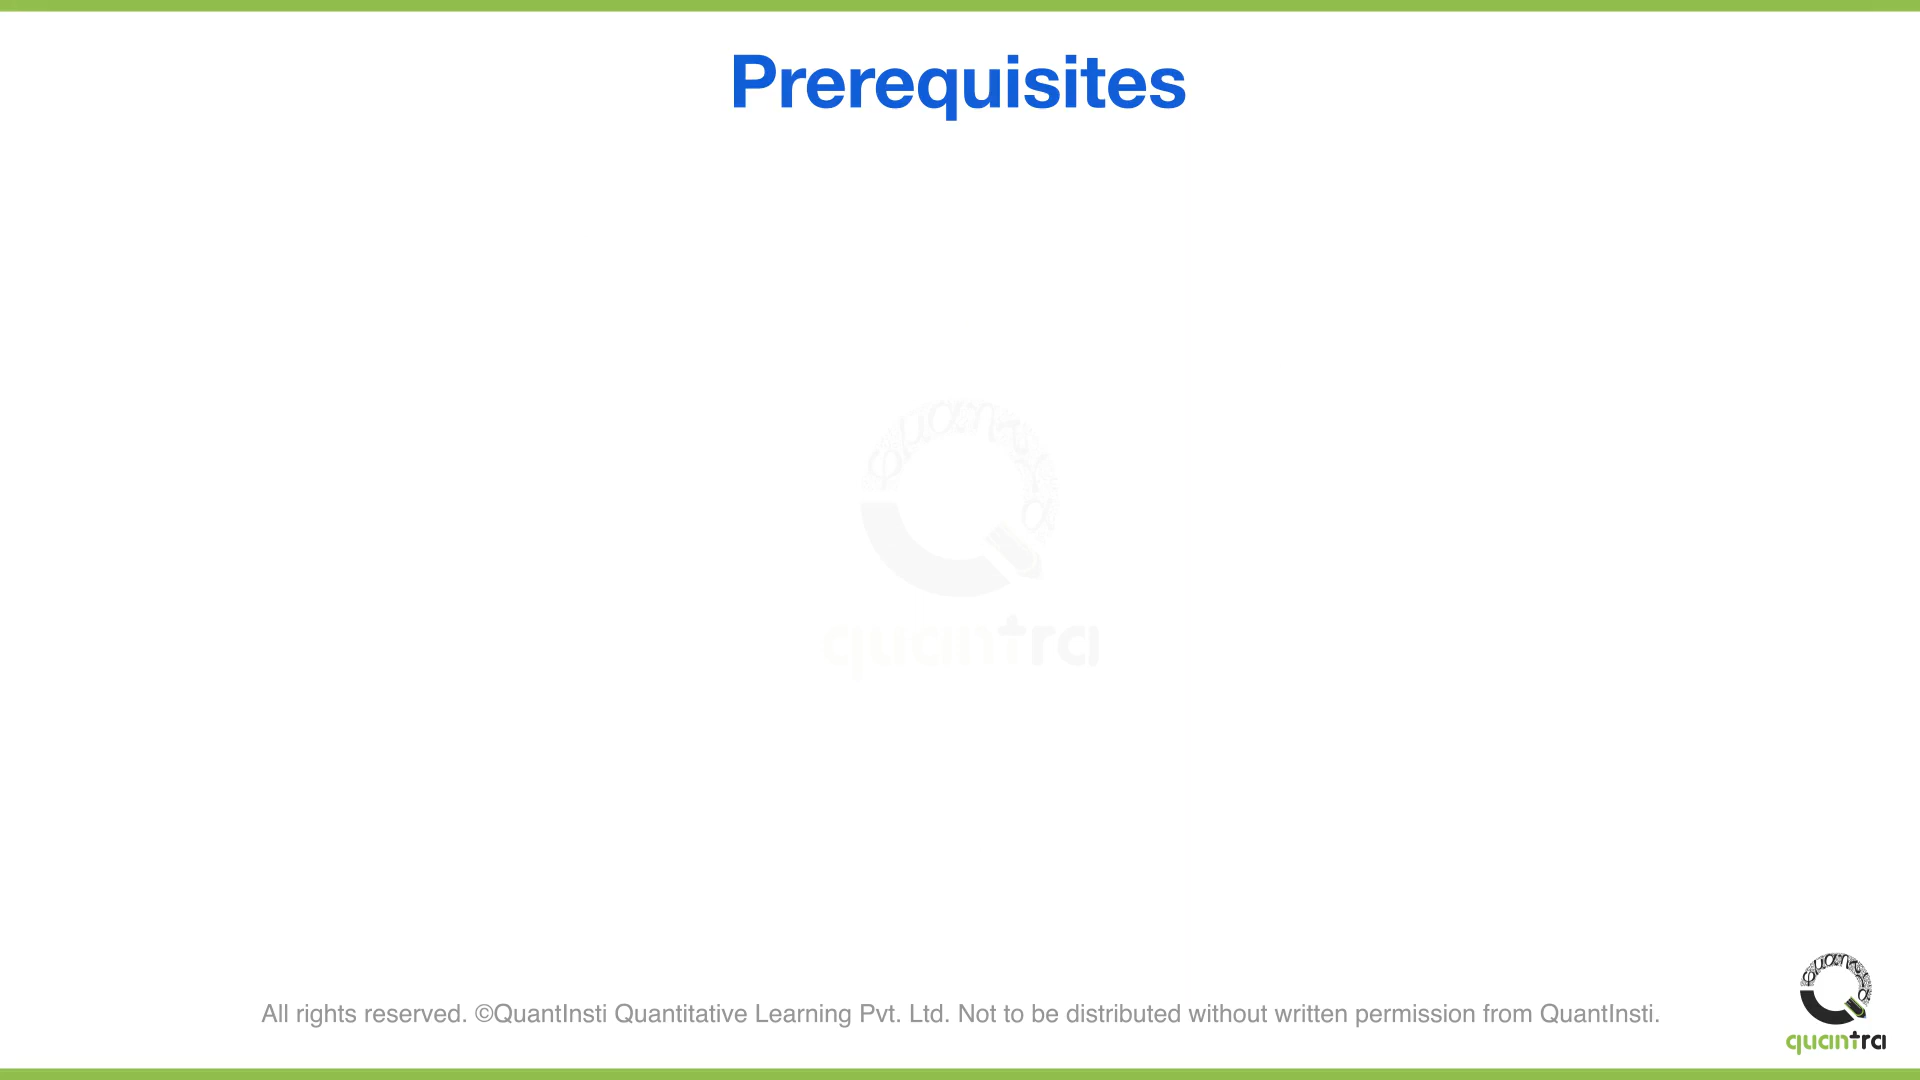 Prerequisites
quantra
All rights reserved. ©QuantInsti Quantitative Learning Pvt. Ltd. Not to be distributed without written permission from QuantInsti.
quantra